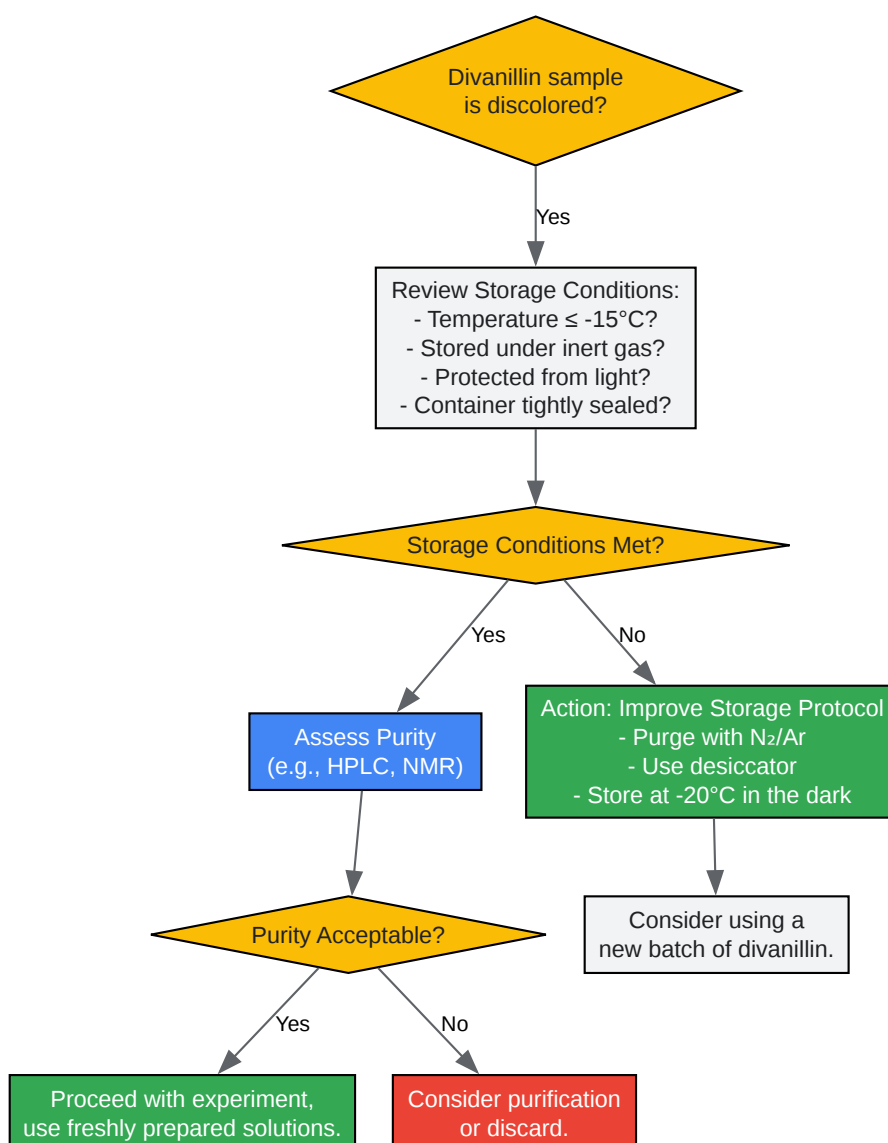 Divanillin sample
is discolored?
Yes
Review Storage Conditions:
- Temperature ≤ -15°C?
- Stored under inert gas?
- Protected from light?
- Container tightly sealed?
Storage Conditions Met?
Yes
No
Assess Purity
(e.g., HPLC, NMR)
Action: Improve Storage Protocol
- Purge with N₂/Ar
- Use desiccator
- Store at -20°C in the dark
Purity Acceptable?
Consider using a
new batch of divanillin.
Yes
No
Proceed with experiment,
use freshly prepared solutions.
Consider purification
or discard.